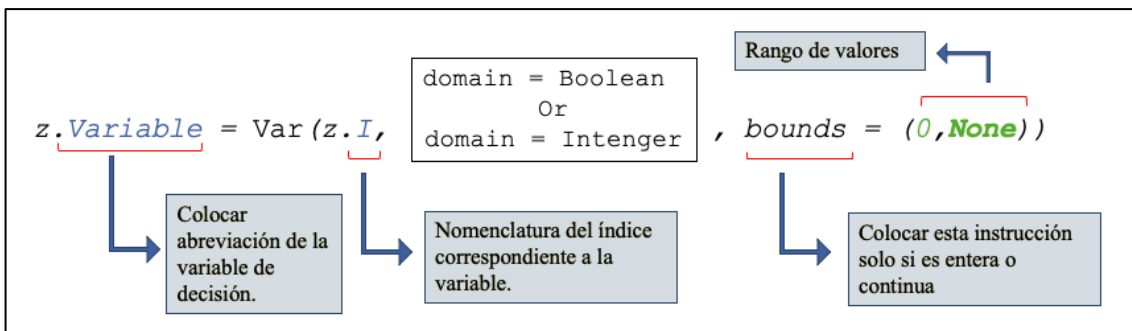 Rango de valores
domain = Boolean
Or
domain = Intenger
z.Variable = Var(z.I, , bounds = (0,None))
Colocar
abreviación de la
variable de
decisión.
Nomenclatura del índice
correspondiente a la
variable.
Colocar esta instrucción
solo si es entera o
continua